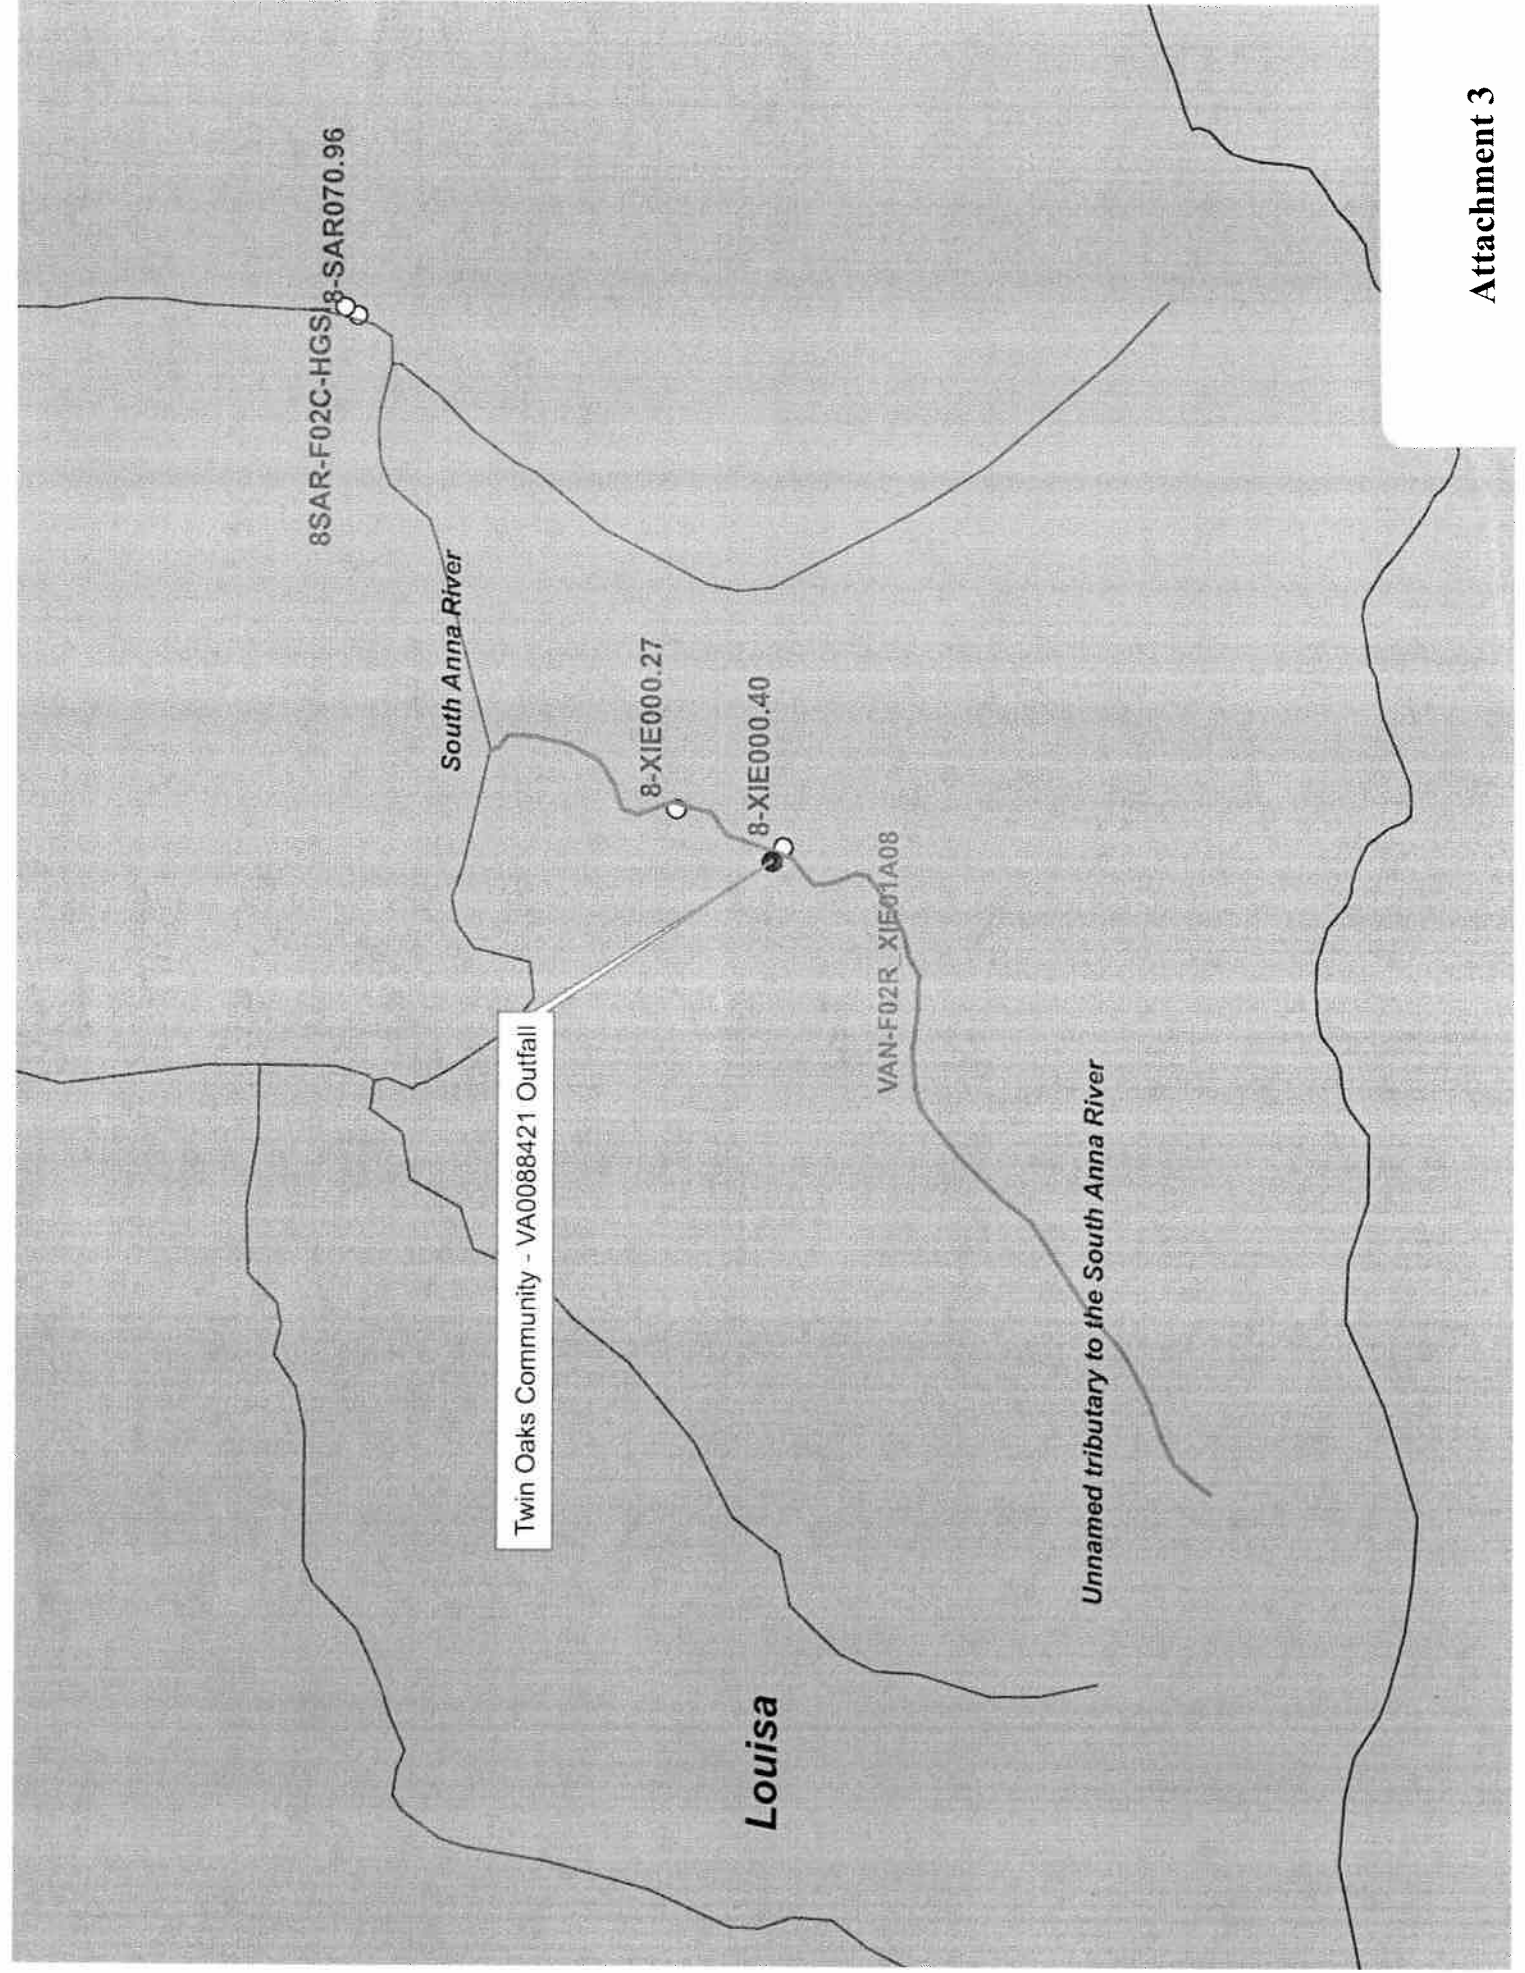 8SAR-F02C-HGS
8-SAR070.96
South Anna River
Twin Oaks Community - VA0088421 Outfall
8-XIE000.27
8-XIE000.40
Louisa
VAN-F02R_XIE01A08
Unnamed tributary to the South Anna River
Attachment 3